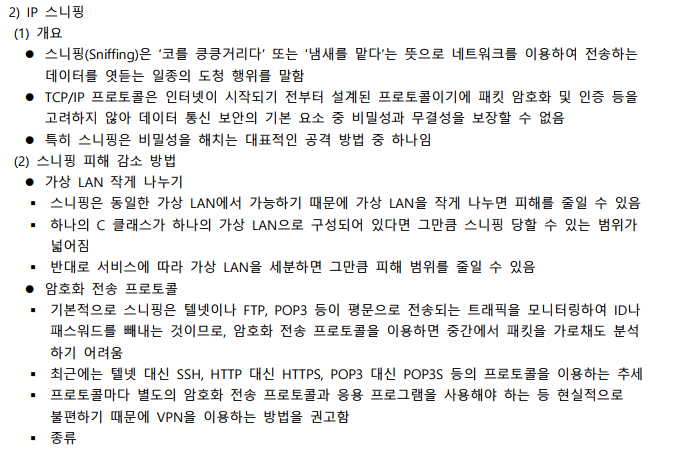 2) IP 스니핑
(1) 개요
● 스니핑(Sniffing)은 '코를 킁킁거리다' 또는 '냄새를 맡다'는 뜻으로 네트워크를 이용하여 전송하는
데이터를 엿듣는 일종의 도청 행위를 말함
● TCP/IP 프로토콜은 인터넷이 시작되기 전부터 설계된 프로토콜이기에 패킷 암호화 및 인증 등을
고려하지 않아 데이터 통신 보안의 기본 요소 중 비밀성과 무결성을 보장할 수 없음
● 특히 스니핑은 비밀성을 해치는 대표적인 공격 방법 중 하나임
(2) 스니핑 피해 감소 방법
● 가상 LAN 작게 나누기
▪ 스니핑은 동일한 가상 LAN에서 가능하기 때문에 가상 LAN을 작게 나누면 피해를 줄일 수 있음
▪ 하나의 C 클래스가 하나의 가상 LAN으로 구성되어 있다면 그만큼 스니핑 당할 수 있는 범위가
넓어짐
▪ 반대로 서비스에 따라 가상 LAN을 세분하면 그만큼 피해 범위를 줄일 수 있음
● 암호화 전송 프로토콜
▪ 기본적으로 스니핑은 텔넷이나 FTP, POP3 등이 평문으로 전송되는 트래픽을 모니터링하여 ID나
패스워드를 빼내는 것이므로, 암호화 전송 프로토콜을 이용하면 중간에서 패킷을 가로채도 분석
하기 어려움
▪ 최근에는 텔넷 대신 SSH, HTTP 대신 HTTPS, POP3 대신 POP3S 등의 프로토콜을 이용하는 추세
▪ 프로토콜마다 별도의 암호화 전송 프로토콜과 응용 프로그램을 사용해야 하는 등 현실적으로
불편하기 때문에 VPN을 이용하는 방법을 권고함
▪ 종류